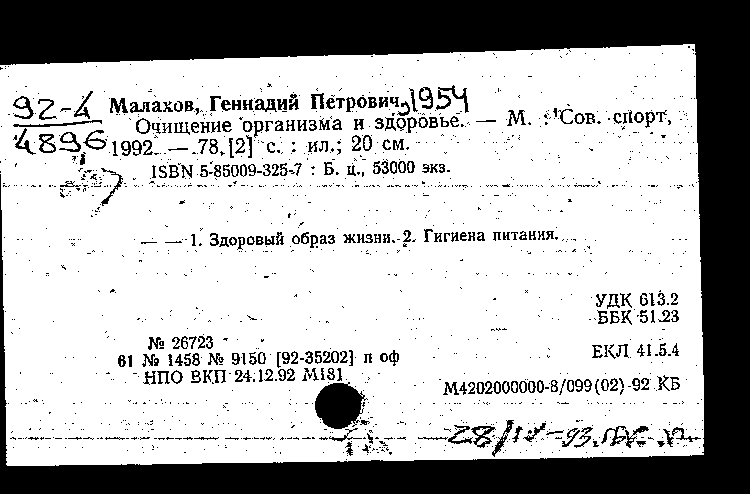 92-4
4896
Малахов, Геннадий Петрович, 1954
Очищение организма и здоровье. — М. : Сов. спорт,
1992. — 78, [2] с. : ил.; 20 см.
ISBN 5-85009-325-7 : Б. ц., 53000 экз.
— — 1. Здоровый образ жизни. 2. Гигиена питания.
УДК 613.2
ББК 51.23
№ 26723
61 № 1458 № 9150 [92-35202] п оф
ЕКЛ 41.5.4
НПО ВКП 24.12.92 М181
М4202000000-8/099(02)-92 КБ